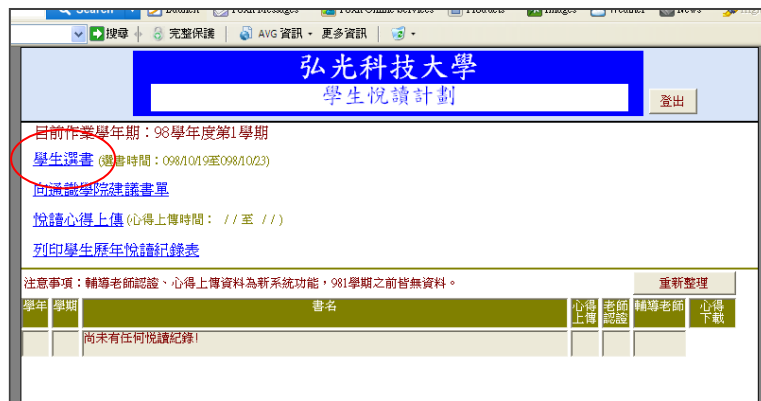 Search
Messages
Images
搜尋
完整保護
AVG 資訊
更多資訊
弘光科技大學
學生悅讀計劃
登出
目前作業學年期：98學年度第1學期
學生選書 (選書時間：098/10/19至098/10/23)
向通識學院建議書單
悅讀心得上傳 (心得上傳時間： / / 至 / / )
列印學生歷年悅讀紀錄表
注意事項：輔導老師認證、心得上傳資料為新系統功能，981學期之前皆無資料。
重新整理
學年 學期 書名 心得上傳 老師認證 輔導老師 心得下載
尚未有任何悅讀紀錄!